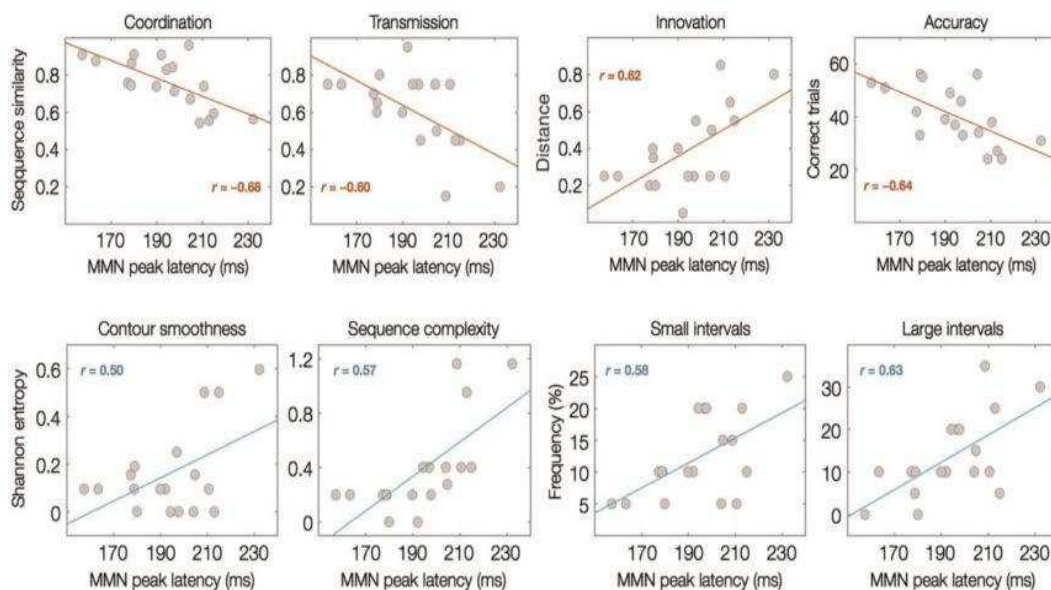 Coordination
Transmission
Innovation
Accuracy
Seqquence similarity
0.8
0.6
0.4
0.2
r = −0.68
170 190 210 230
MMN peak latency (ms)
0.8
0.6
0.4
0.2
r = −0.60
170 190 210 230
MMN peak latency (ms)
Distance
0.8
0.6
0.4
0.2
0
r = 0.62
170 190 210 230
MMN peak latency (ms)
Correct trials
60
40
20
r = −0.64
170 190 210 230
MMN peak latency (ms)
Contour smoothness
Sequence complexity
Small intervals
Large intervals
Shannon entropy
0.6
0.4
0.2
0
r = 0.50
170 190 210 230
MMN peak latency (ms)
1.2
0.8
0.4
0
r = 0.57
170 190 210 230
MMN peak latency (ms)
Frequency (%)
25
20
15
10
5
r = 0.58
170 190 210 230
MMN peak latency (ms)
30
20
10
0
r = 0.63
170 190 210 230
MMN peak latency (ms)